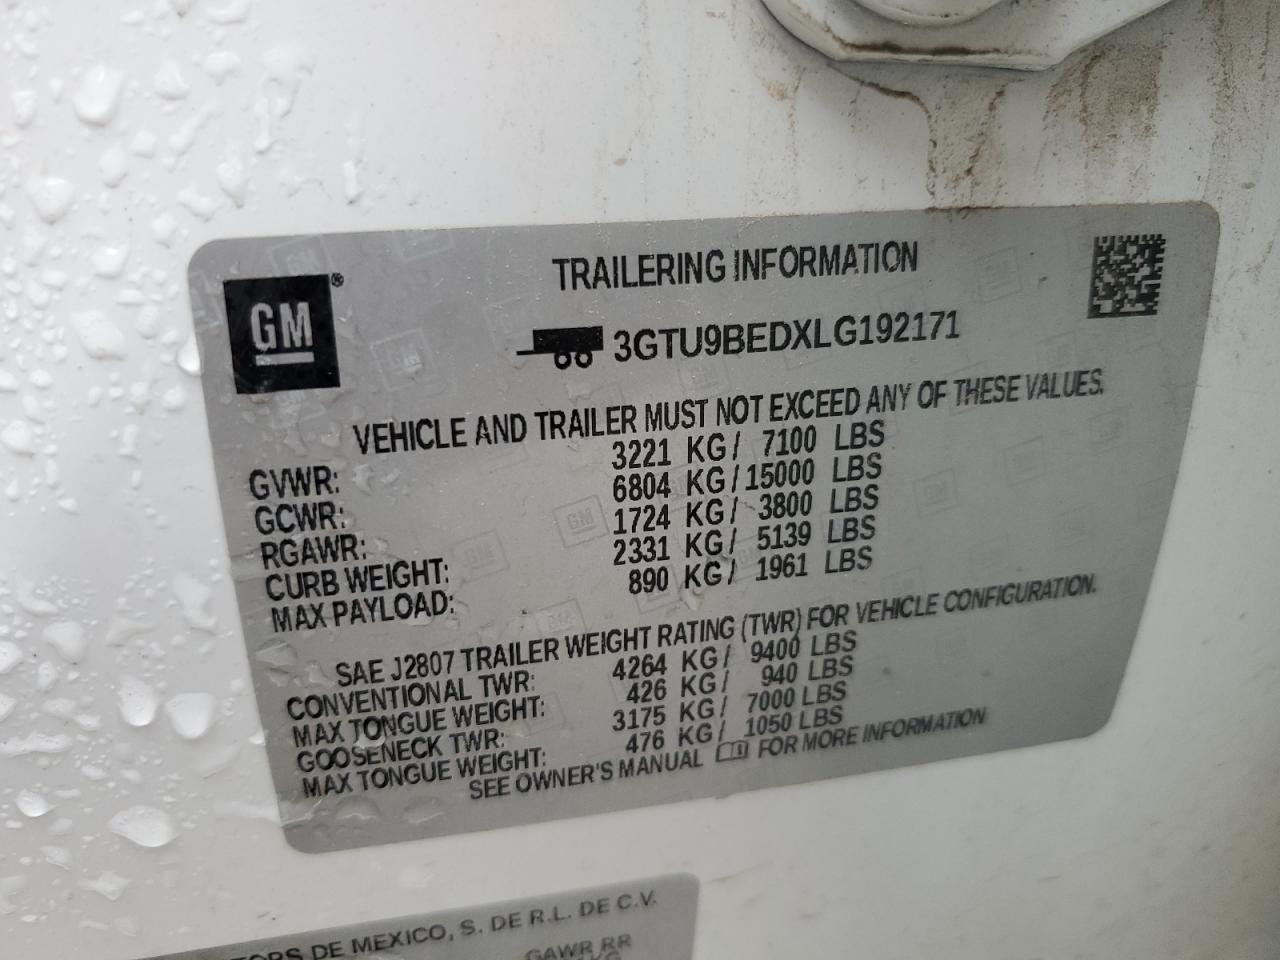 GM®
TRAILERING INFORMATION
3GTU9BEDXLG192171
VEHICLE AND TRAILER MUST NOT EXCEED ANY OF THESE VALUES.
GVWR: 3221 KG / 7100 LBS
GCWR: 6804 KG / 15000 LBS
RGAWR: 1724 KG / 3800 LBS
CURB WEIGHT: 2331 KG / 5139 LBS
MAX PAYLOAD: 890 KG / 1961 LBS
SAE J2807 TRAILER WEIGHT RATING (TWR) FOR VEHICLE CONFIGURATION.
CONVENTIONAL TWR: 4264 KG / 9400 LBS
MAX TONGUE WEIGHT: 426 KG / 940 LBS
GOOSENECK TWR: 3175 KG / 7000 LBS
MAX TONGUE WEIGHT: 476 KG / 1050 LBS
SEE OWNER'S MANUAL FOR MORE INFORMATION
DE MEXICO, S. DE R.L. DE C.V.
GAWR RR